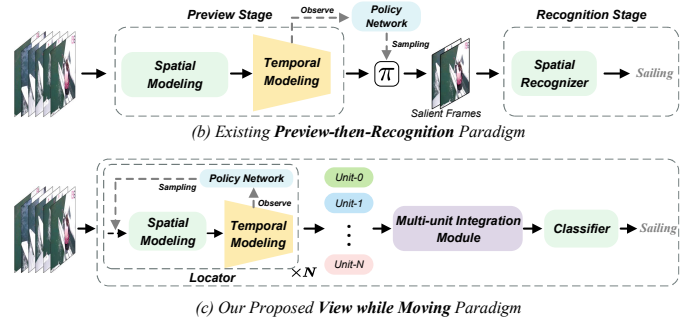 Preview Stage
Observe
Policy
Network
Recognition Stage
Spatial
Modeling
Temporal
Modeling
Sampling
π
Salient Frames
Spatial
Recognizer
Sailing
(b) Existing Preview-then-Recognition Paradigm
Sampling
Policy Network
Observe
Spatial
Modeling
Temporal
Modeling
×N
Locator
Unit-0
Unit-1
Unit-N
Multi-unit Integration
Module
Classifier
Sailing
(c) Our Proposed View while Moving Paradigm